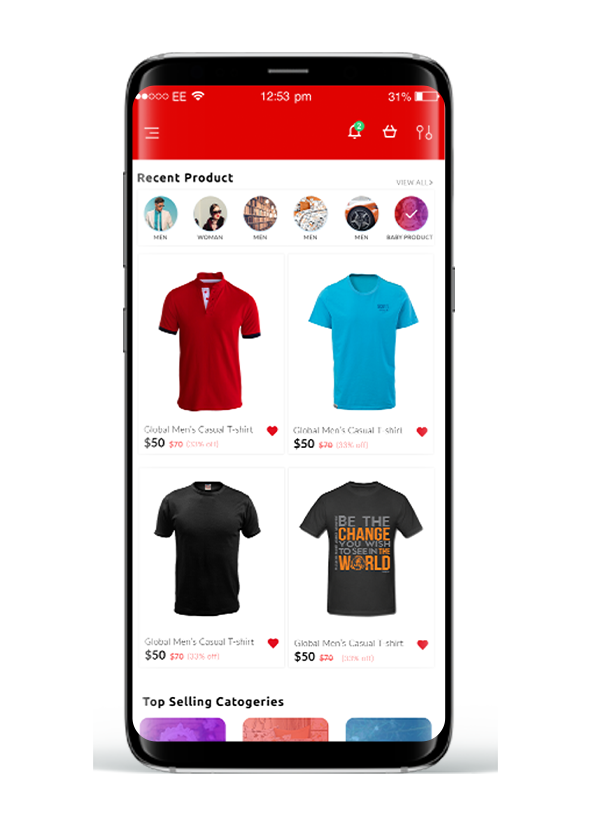 EE 12:53 pm 31%
2
Recent Product
VIEW ALL >
MEN WOMAN MEN MEN MEN BABY PRODUCT
Global Men's Casual T-shirt
$50 $70 (33% off)
Global Men's Casual T-shirt
$50 $70 (33% off)
BE THE
CHANGE
YOU WISH
TO SEE IN THE
WORLD
Global Men's Casual T-shirt
$50 $70 (33% off)
Global Men's Casual T-shirt
$50 $70 (33% off)
Top Selling Catogeries